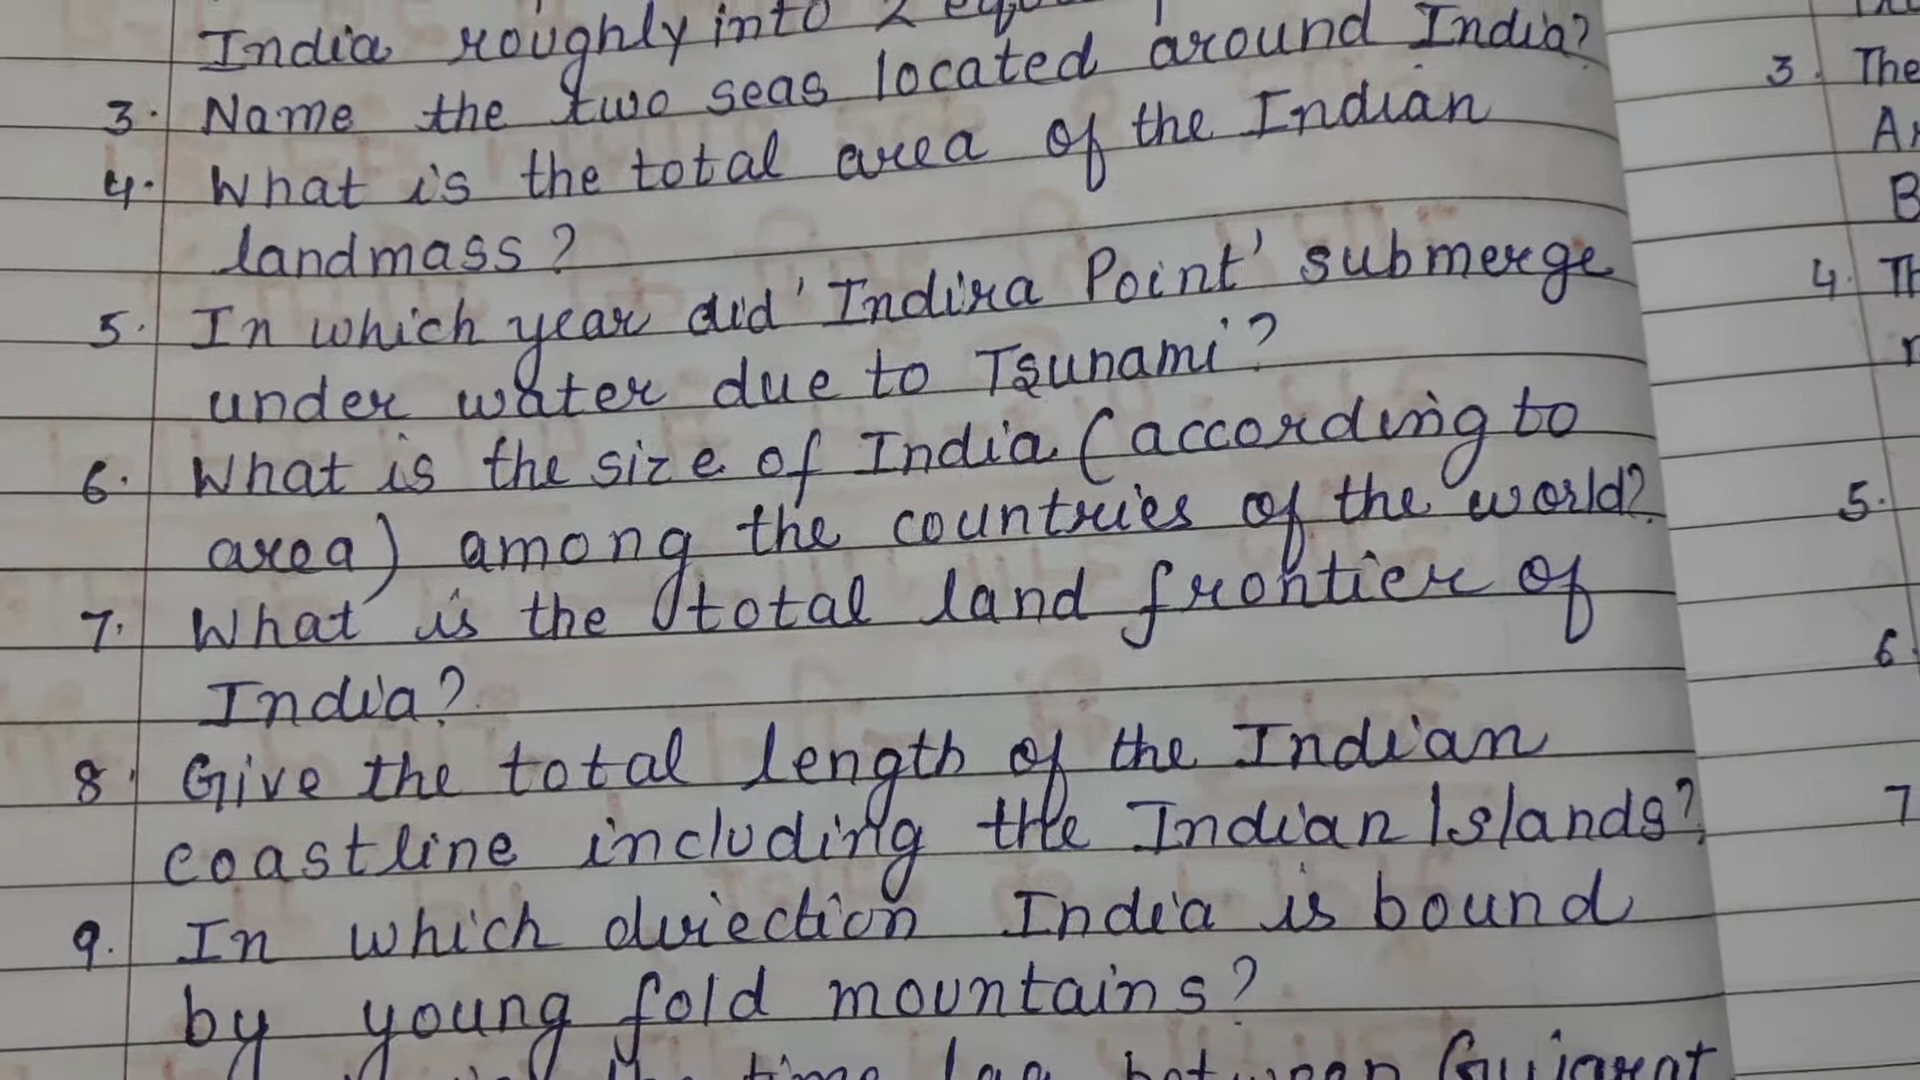 India roughly into 2
3. Name the two seas located around India?
4. What is the total area of the Indian
landmass?
5. In which year did 'Indira Point' submerge
under water due to Tsunami?
6. What is the size of India (according to
area) among the countries of the world?
7. What is the total land frontier of
India?
8. Give the total length of the Indian
coastline including the Indian Islands?
9. In which direction India is bound
by young fold mountains?
time lag between Gujarat
3. The
B
4.
5.
6.
7